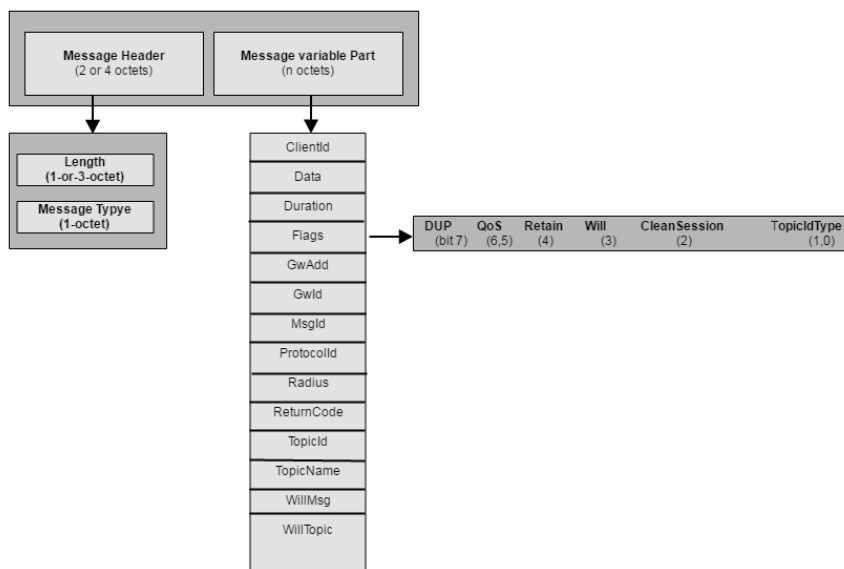 Message Header
(2 or 4 octets)
Message variable Part
(n octets)
Length
(1-or-3-octet)
Message Typye
(1-octet)
ClientId
Data
Duration
Flags
GwAdd
GwId
MsgId
ProtocolId
Radius
ReturnCode
TopicId
TopicName
WillMsg
WillTopic
DUP QoS Retain Will CleanSession TopicIdType
(bit 7) (6,5) (4) (3) (2) (1,0)